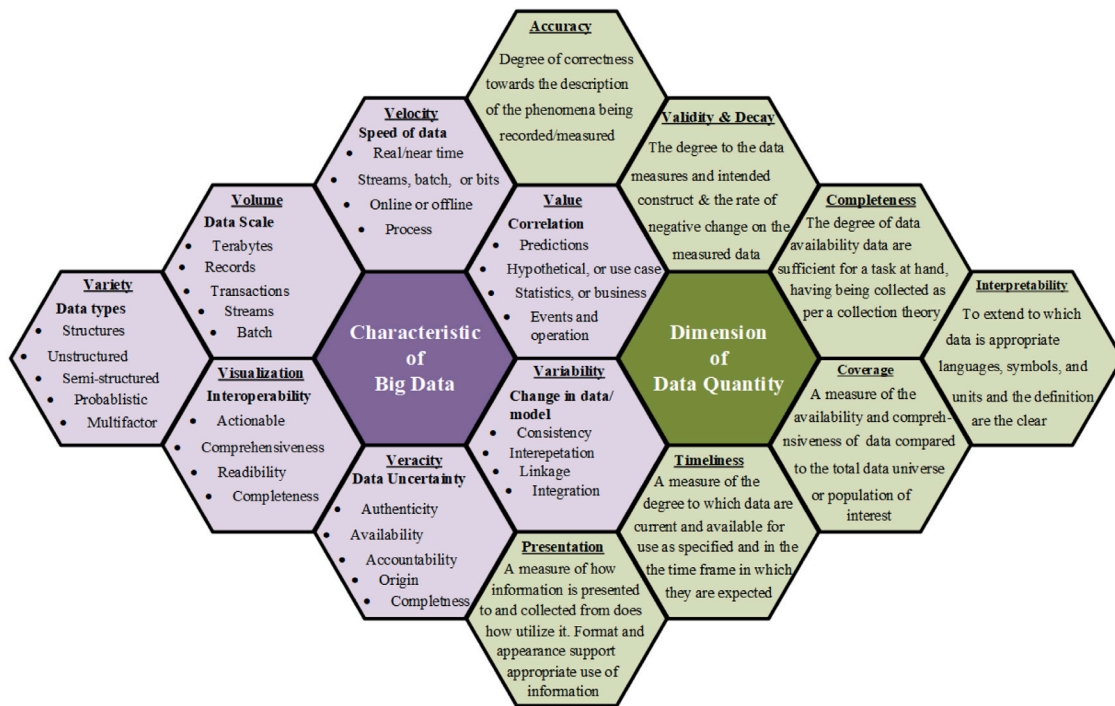 Accuracy
Degree of correctness
towards the description
of the phenomena being
recorded/measured
Velocity
Speed of data
• Real/near time
• Streams, batch, or bits
• Online or offline
• Process
Validity & Decay
The degree to the data
measures and intended
construct & the rate of
negative change on the
measured data
Volume
Data Scale
• Terabytes
• Records
• Transactions
• Streams
• Batch
Value
Correlation
• Predictions
• Hypothetical, or use case
• Statistics, or business
• Events and
operation
Completeness
The degree of data
availability data are
sufficient for a task at hand,
having being collected as
per a collection theory
Variety
Data types
• Structures
• Unstructured
• Semi-structured
• Probablistic
• Multifactor
Characteristic
of
Big Data
Dimension
of
Data Quantity
Interpretability
To extend to which
data is appropriate
languages, symbols, and
units and the definition
are the clear
Visualization
Interoperability
• Actionable
• Comprehensiveness
• Readibility
• Completeness
Variability
Change in data/
model
• Consistency
• Interepetation
• Linkage
• Integration
Coverage
A measure of the
availability and compreh-
nsiveness of data compared
to the total data universe
or population of
interest
Veracity
Data Uncertainty
• Authenticity
• Availability
• Accountability
• Origin
• Completness
Timeliness
A measure of the
degree to which data are
current and available for
use as specified and in the
the time frame in which
they are expected
Presentation
A measure of how
information is presented
to and collected from does
how utilize it. Format and
appearance support
appropriate use of
information